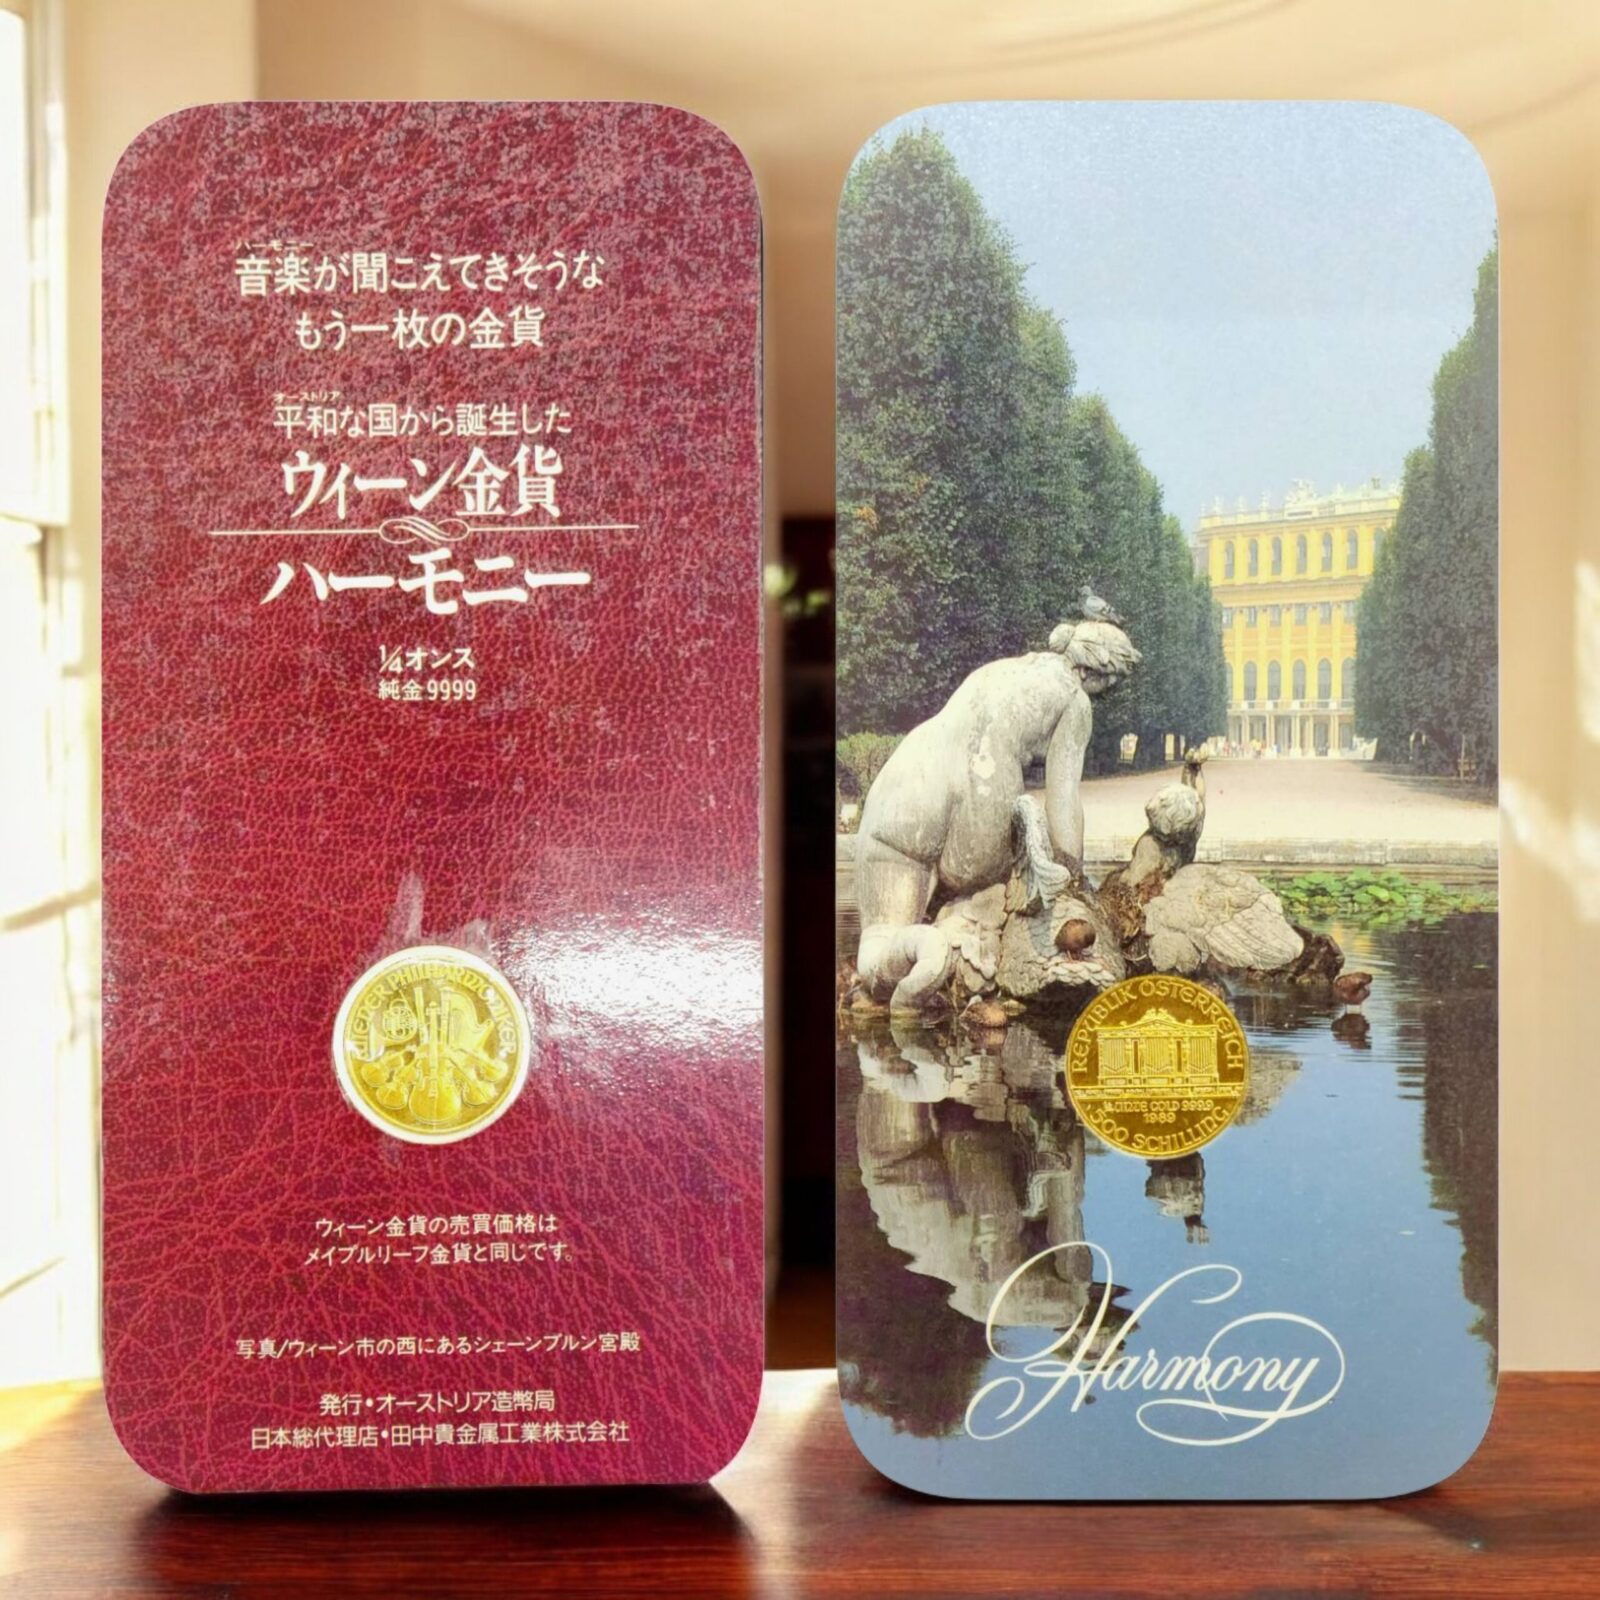 ハーモニー
音楽が聞こえてきそうな
もう一枚の金貨
オーストリア
平和な国から誕生した
ウィーン金貨
ハーモニー
1/4オンス
純金9999
WIENER PHILHARMONIKER
ウィーン金貨の売買価格は
メイプルリーフ金貨と同じです。
写真/ウィーン市の西にあるシェーンブルン宮殿
発行・オーストリア造幣局
日本総代理店・田中貴金属工業株式会社
REPUBLIK ÖSTERREICH
1/4 UNZE GOLD 999.9
1989
500 SCHILLING
Harmony